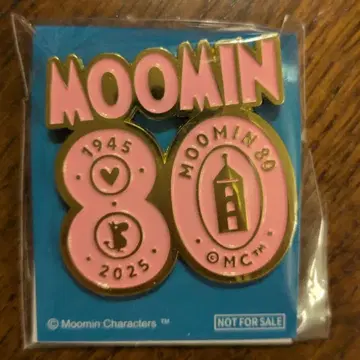 MOOMIN
1945
2025
MOOMIN 80
©MC™
© Moomin Characters ™
NOT FOR SALE